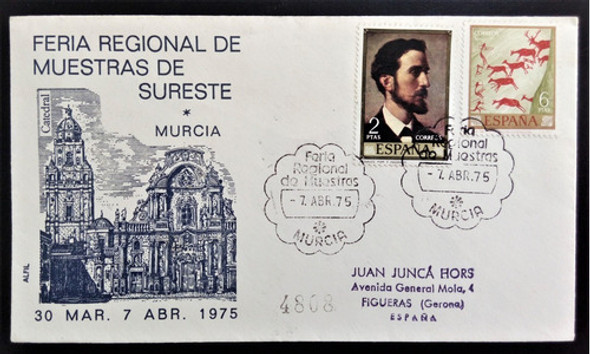 FERIA REGIONAL DE
MUESTRAS DE
SURESTE
*
MURCIA
Catedral
ALFIL
30 MAR. 7 ABR. 1975
2
PTAS
CORREOS
ESPAÑA
CORREOS
6
ESPAÑA
Feria
Regional
de Muestras
- 7. ABR. 75
MURCIA
Feria
Regional
de Muestras
- 7. ABR. 75
MURCIA
4808
JUAN JUNCÁ HORS
Avenida General Mola, 4
FIGUERAS (Gerona)
ESPAÑA